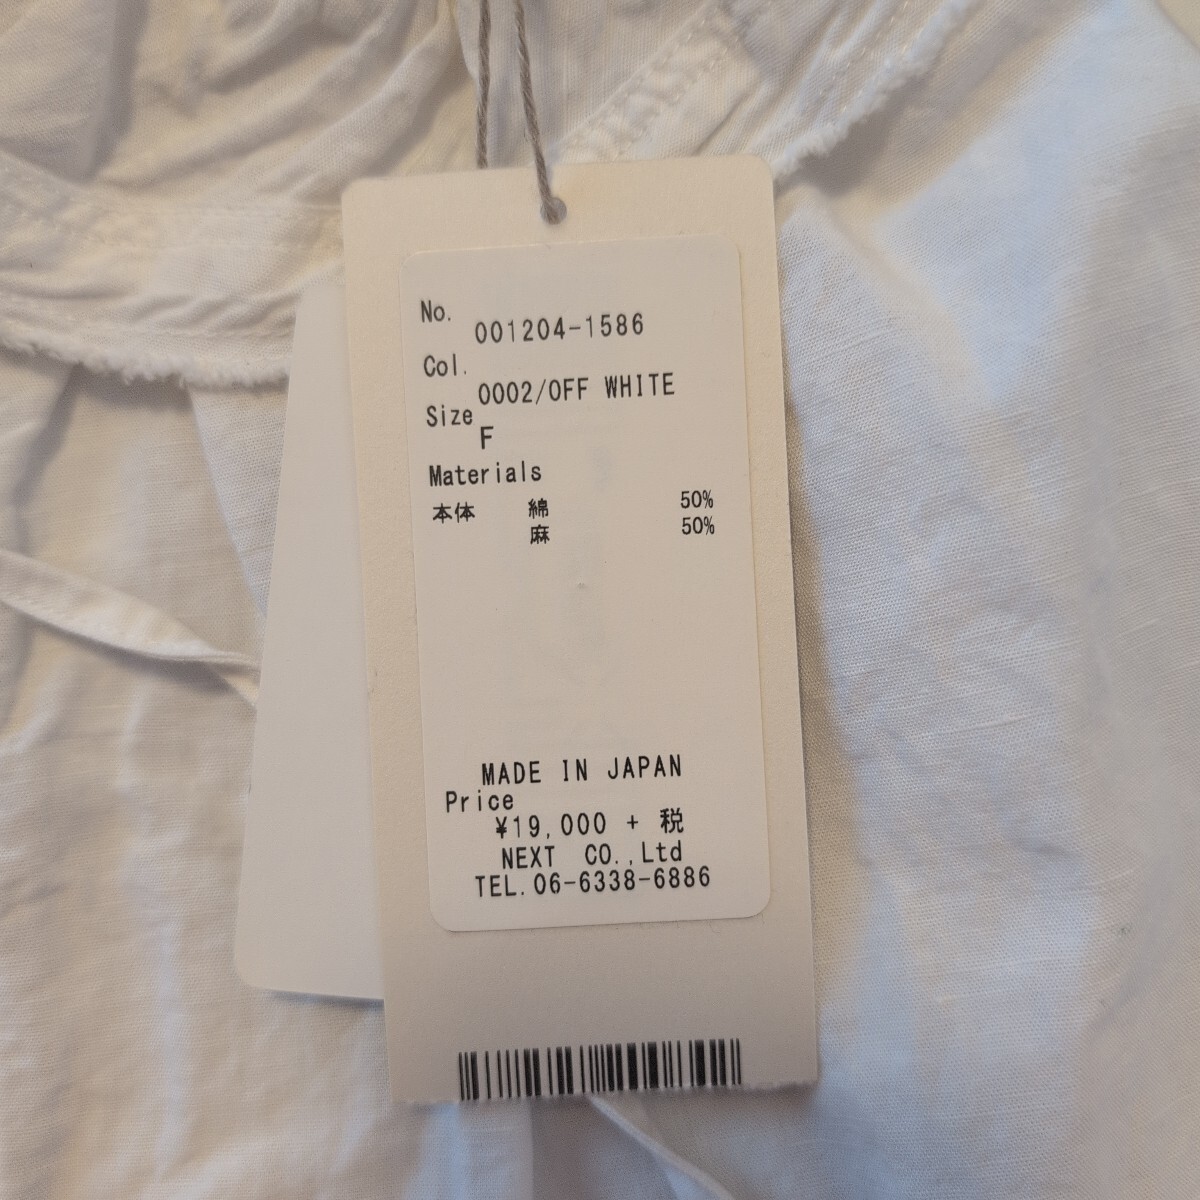 No.
001204-1586
Col.
0002/OFF WHITE
Size
F
Materials
本体 綿 50%
麻 50%
MADE IN JAPAN
Price
¥19,000 + 税
NEXT CO.,Ltd
TEL.06-6338-6886